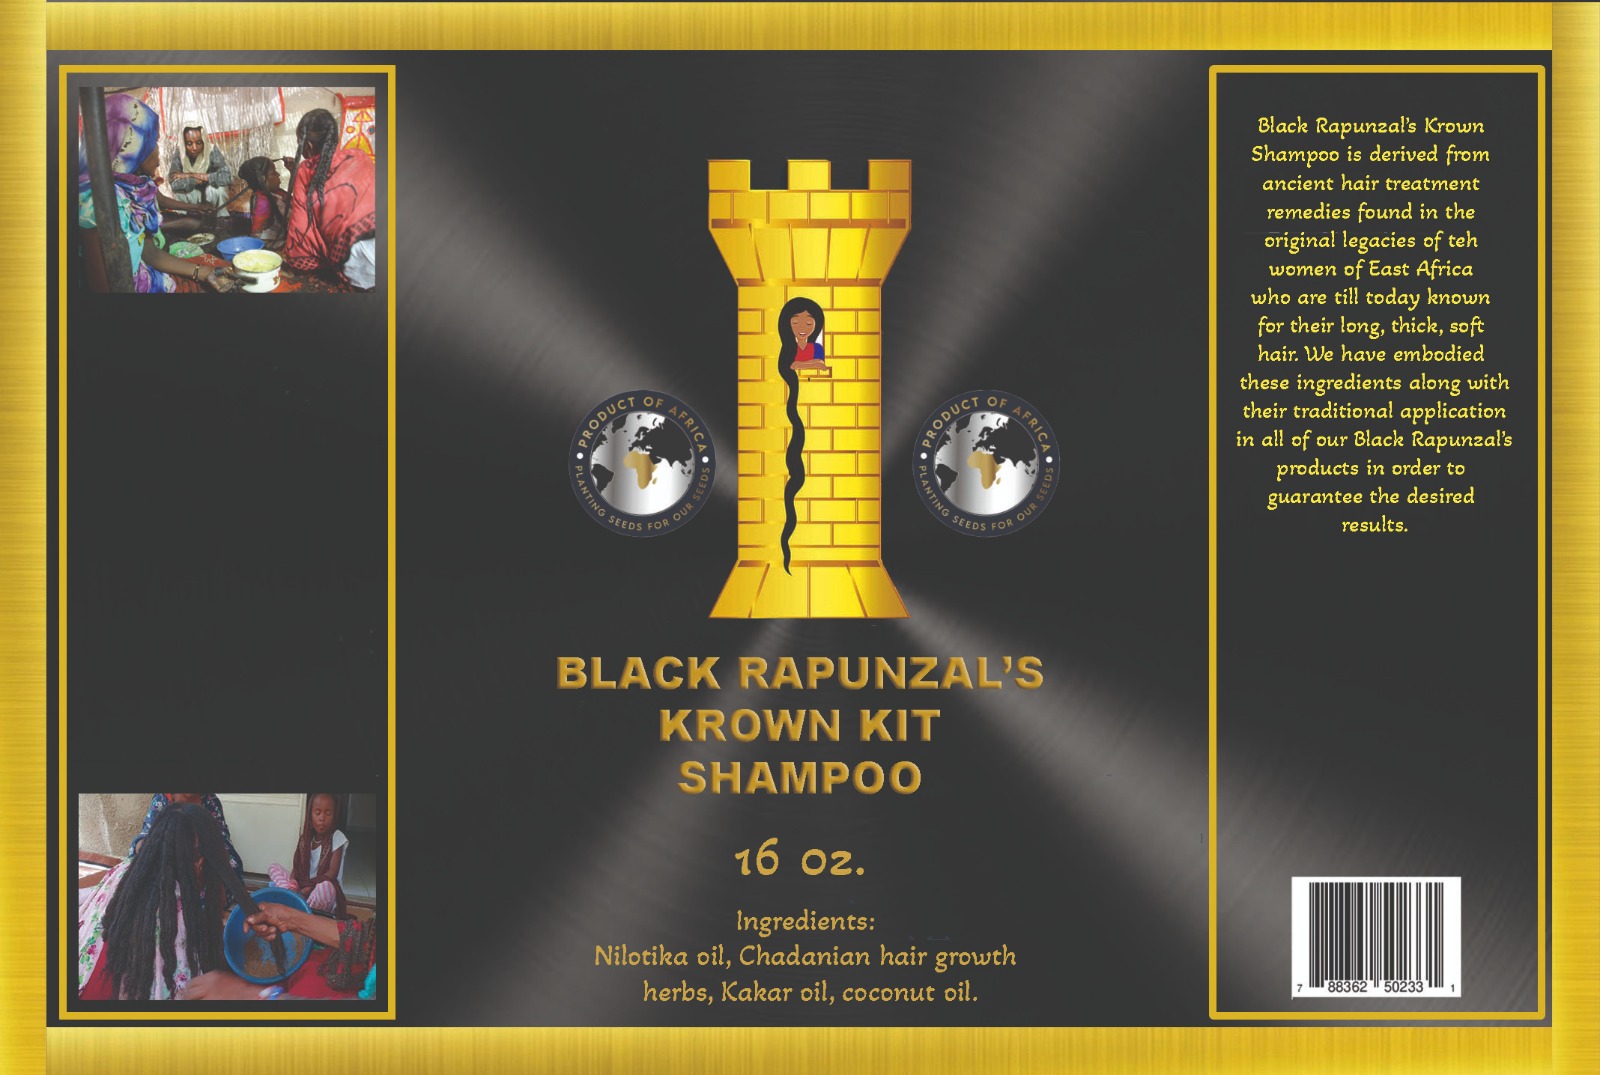 PRODUCT OF AFRICA
PLANTING SEEDS FOR OUR SEEDS
PRODUCT OF AFRICA
PLANTING SEEDS FOR OUR SEEDS
BLACK RAPUNZAL'S
KROWN KIT
SHAMPOO
16 oz.
Ingredients:
Nilotika oil, Chadanian hair growth
herbs, Kakar oil, coconut oil.
Black Rapunzal's Krown
Shampoo is derived from
ancient hair treatment
remedies found in the
original legacies of teh
women of East Africa
who are till today known
for their long, thick, soft
hair. We have embodied
these ingredients along with
their traditional application
in all of our Black Rapunzal's
products in order to
guarantee the desired
results.
7 88362 50233 1